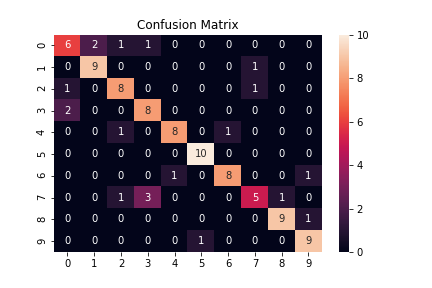 Confusion Matrix
0 6 2 1 1 0 0 0 0 0 0
1 0 9 0 0 0 0 0 1 0 0
2 1 0 8 0 0 0 0 1 0 0
3 2 0 0 8 0 0 0 0 0 0
4 0 0 1 0 8 0 1 0 0 0
5 0 0 0 0 0 10 0 0 0 0
6 0 0 0 0 1 0 8 0 0 1
7 0 0 1 3 0 0 0 5 1 0
8 0 0 0 0 0 0 0 0 9 1
9 0 0 0 0 0 1 0 0 0 9
0 1 2 3 4 5 6 7 8 9
10
8
6
4
2
0